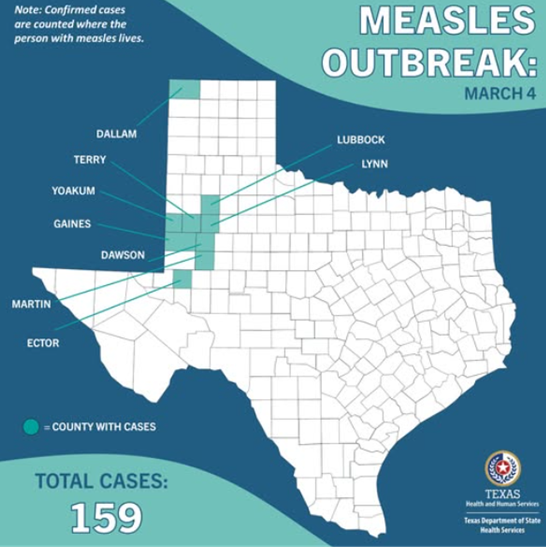 Note: Confirmed cases
are counted where the
person with measles lives.
MEASLES
OUTBREAK:
MARCH 4
DALLAM
TERRY
YOAKUM
GAINES
DAWSON
MARTIN
ECTOR
LUBBOCK
LYNN
= COUNTY WITH CASES
TOTAL CASES:
159
TEXAS
Health and Human Services
Texas Department of State
Health Services